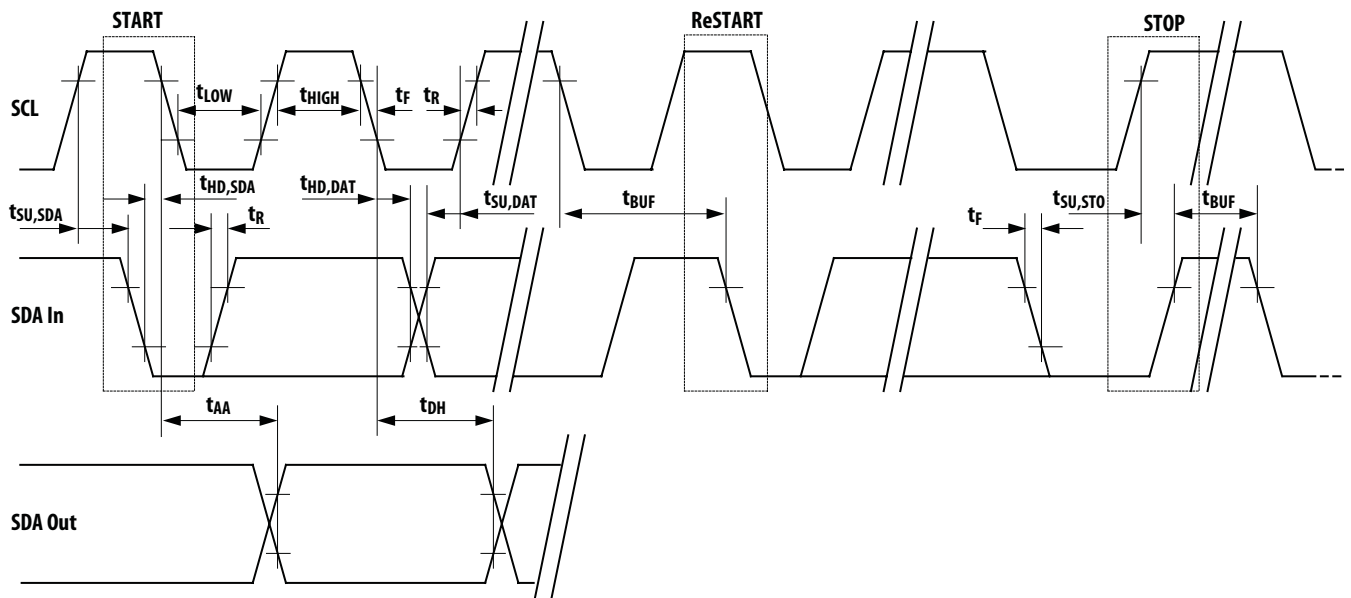 START
ReSTART
STOP
SCL
tLOW
tHIGH
tF
tR
tHD,SDA
tHD,DAT
tSU,DAT
tBUF
tSU,STO
tBUF
tSU,SDA
tR
tF
SDA In
tAA
tDH
SDA Out